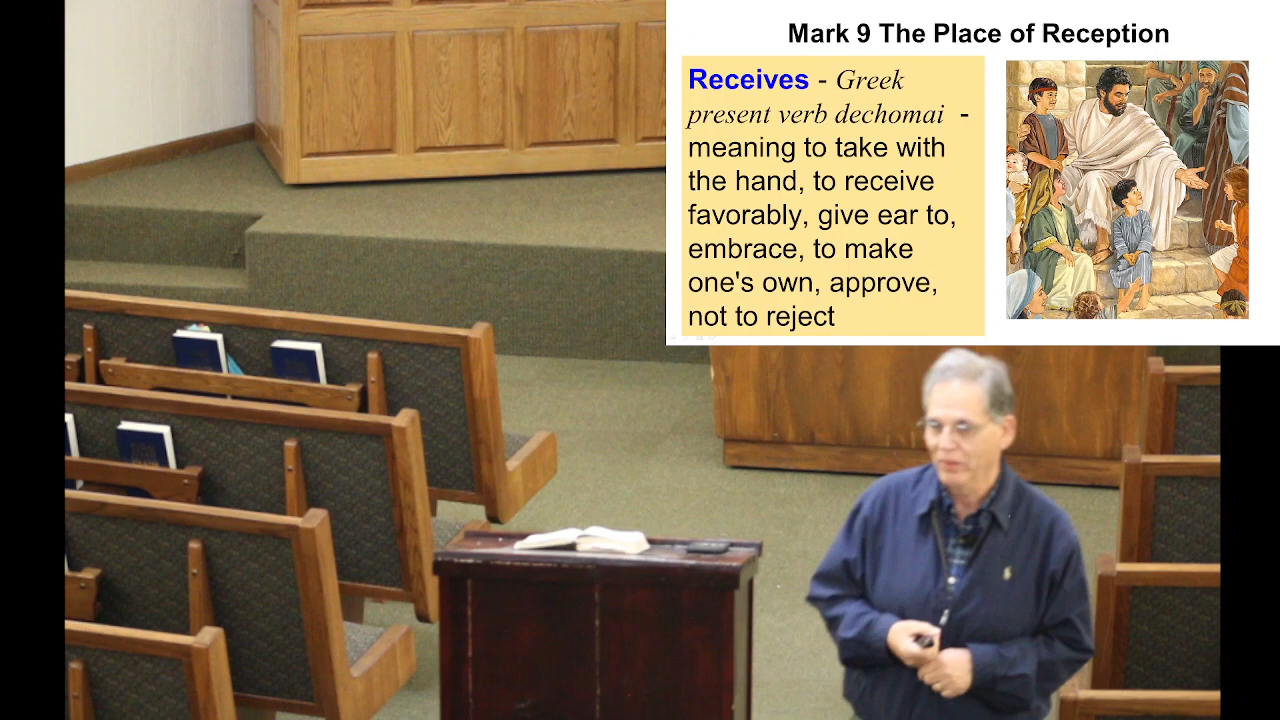 Mark 9 The Place of Reception
Receives - Greek
present verb dechomai -
meaning to take with
the hand, to receive
favorably, give ear to,
embrace, to make
one's own, approve,
not to reject